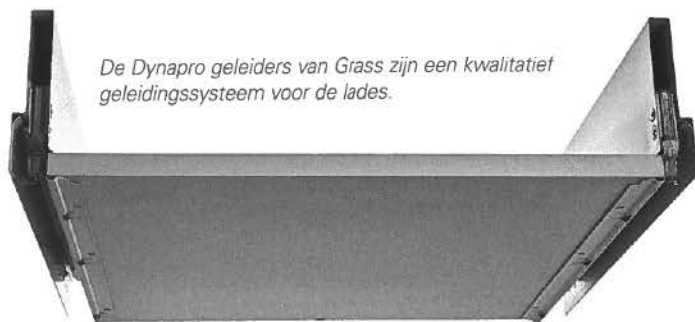 De Dynapro geleiders van Grass zijn een kwalitatief
geleidingssysteem voor de lades.